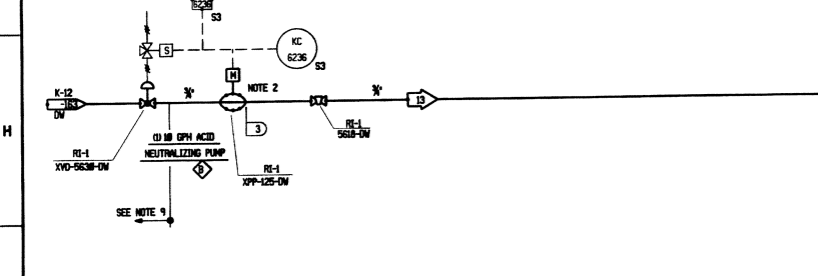 6236
S3
S
KC
6236
S3
M
NOTE 2
K-12
163
DW
¾"
¾"
13
3
H
(1) 10 GPH ACID
NEUTRALIZING PUMP
B
RI-1
5618-DW
RI-1
XVD-5630-DW
RI-1
XPP-125-DW
SEE NOTE 9